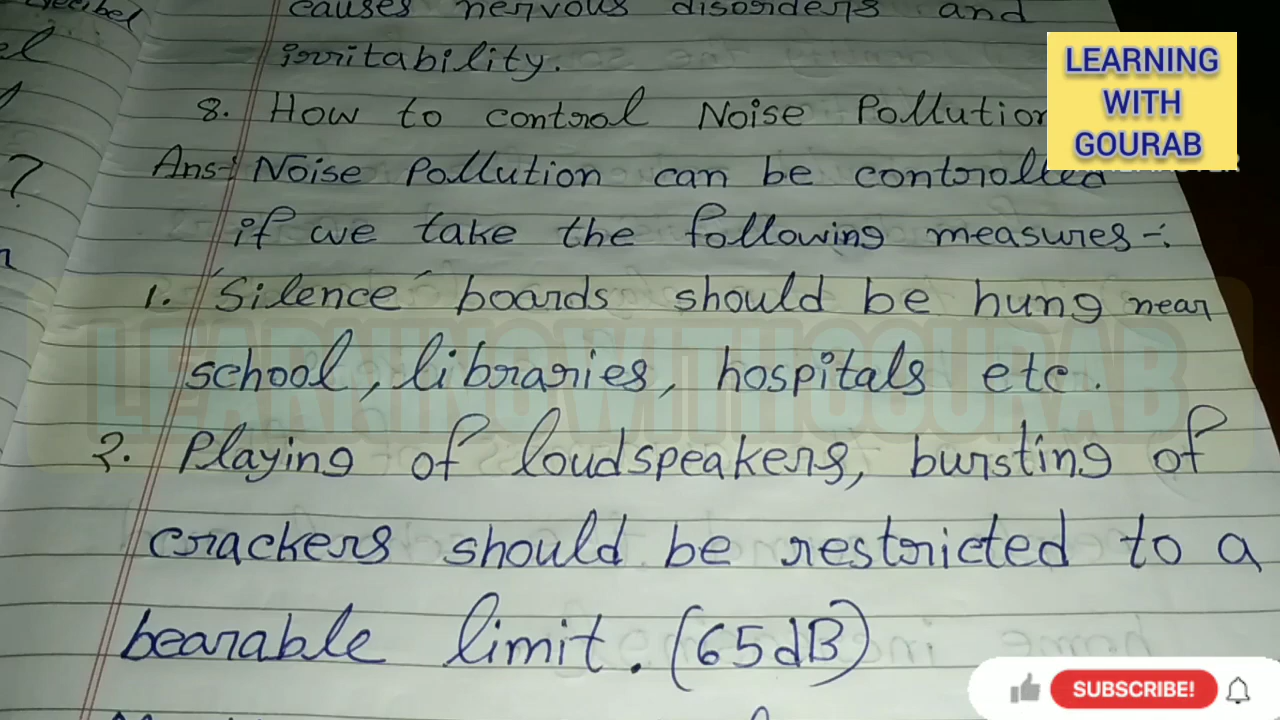 decibel
causes nervous disorders and
irritability.
8. How to control Noise Pollution
Ans-: Noise Pollution can be controlled
if we take the following measures-:
1. 'Silence' boards should be hung near
school, libraries, hospitals etc.
2. Playing of loudspeakers, bursting of
crackers should be restricted to a
bearable limit. (65dB)
LEARNING
WITH
GOURAB
LEARNINGWITHGOURAB
SUBSCRIBE!